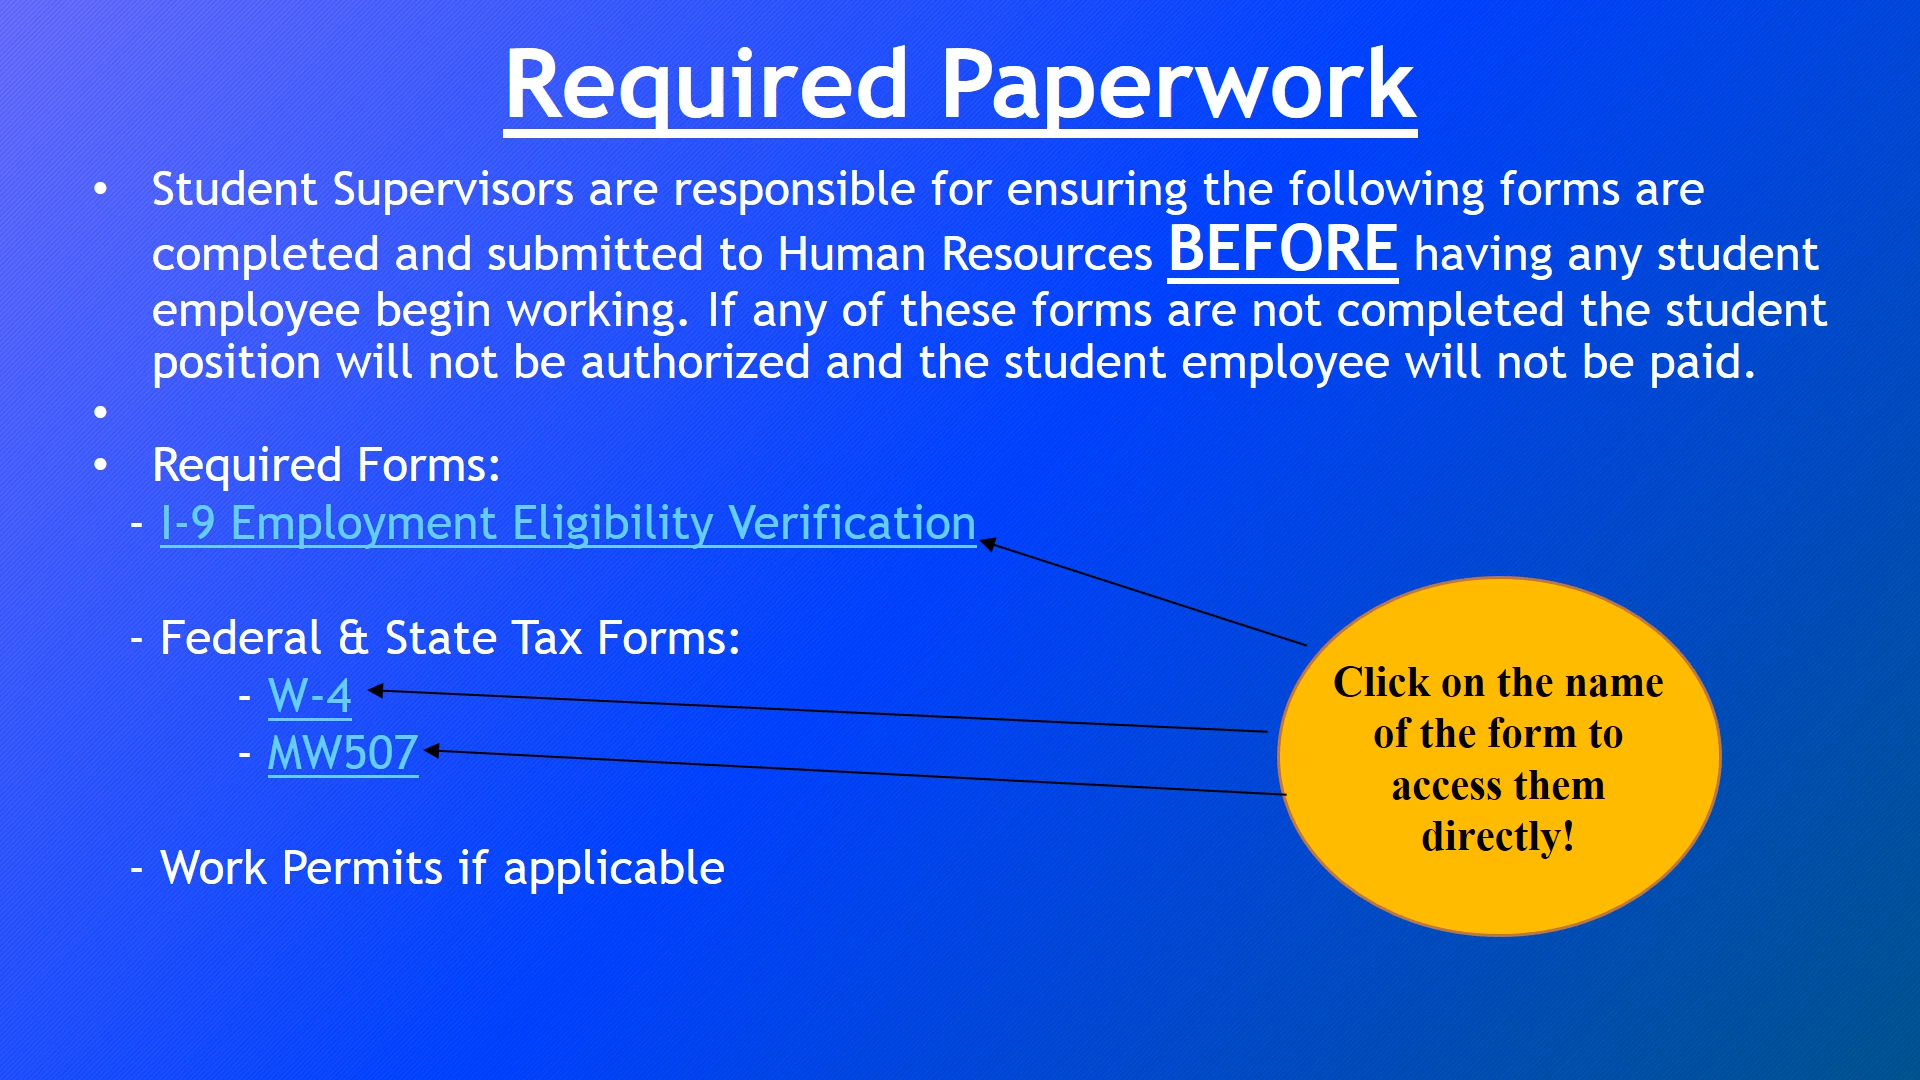 Required Paperwork
• Student Supervisors are responsible for ensuring the following forms are
completed and submitted to Human Resources BEFORE having any student
employee begin working. If any of these forms are not completed the student
position will not be authorized and the student employee will not be paid.
•
• Required Forms:
- I-9 Employment Eligibility Verification
- Federal & State Tax Forms:
- W-4
- MW507
- Work Permits if applicable
Click on the name
of the form to
access them
directly!